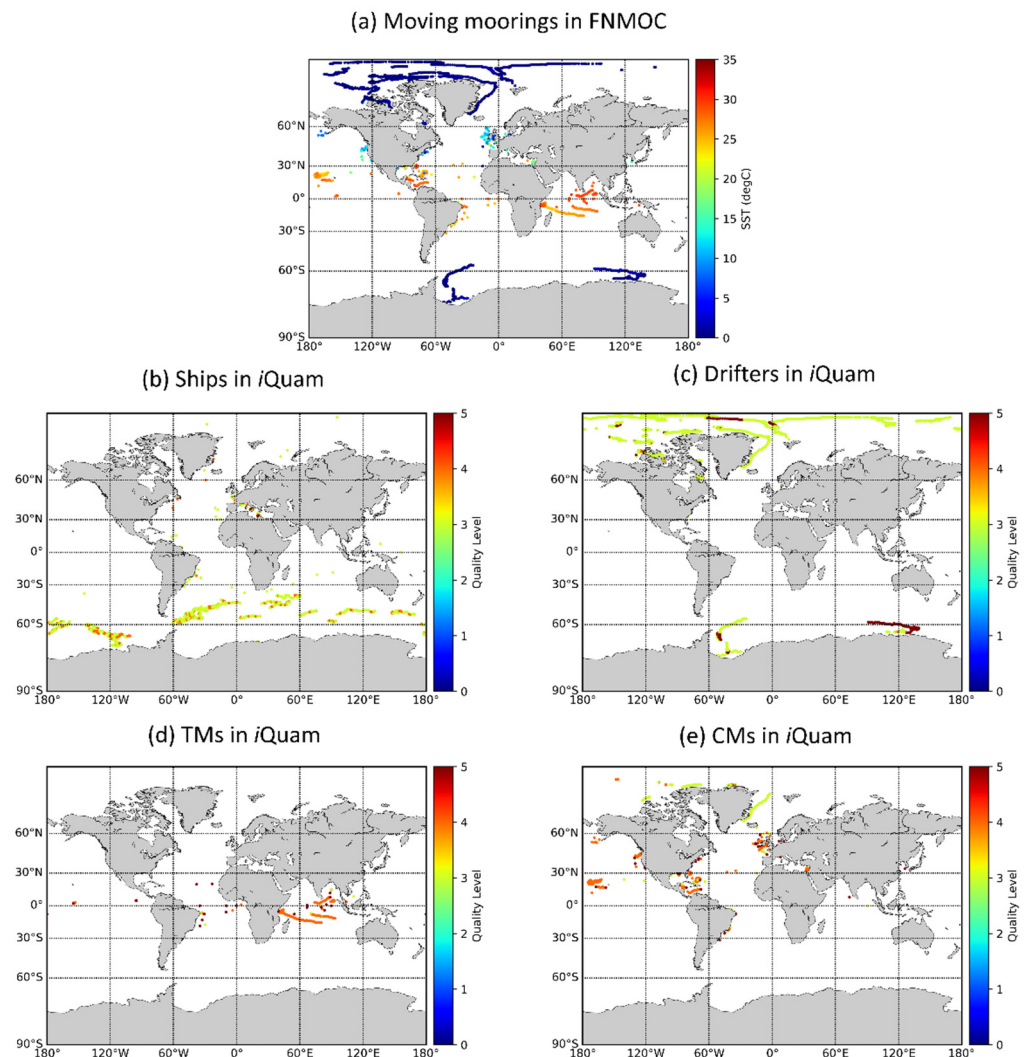 (a) Moving moorings in FNMOC
60°N
30°N
0°
30°S
60°S
90°S
180° 120°W 60°W 0° 60°E 120°E 180°
35
30
25
20
15
10
5
0
SST (degC)
(b) Ships in iQuam
60°N
30°N
0°
30°S
60°S
90°S
180° 120°W 60°W 0° 60°E 120°E 180°
5
4
3
2
1
0
Quality Level
(c) Drifters in iQuam
60°N
30°N
0°
30°S
60°S
90°S
180° 120°W 60°W 0° 60°E 120°E 180°
5
4
3
2
1
0
Quality Level
(d) TMs in iQuam
60°N
30°N
0°
30°S
60°S
90°S
180° 120°W 60°W 0° 60°E 120°E 180°
5
4
3
2
1
0
Quality Level
(e) CMs in iQuam
60°N
30°N
0°
30°S
60°S
90°S
180° 120°W 60°W 0° 60°E 120°E 180°
5
4
3
2
1
0
Quality Level